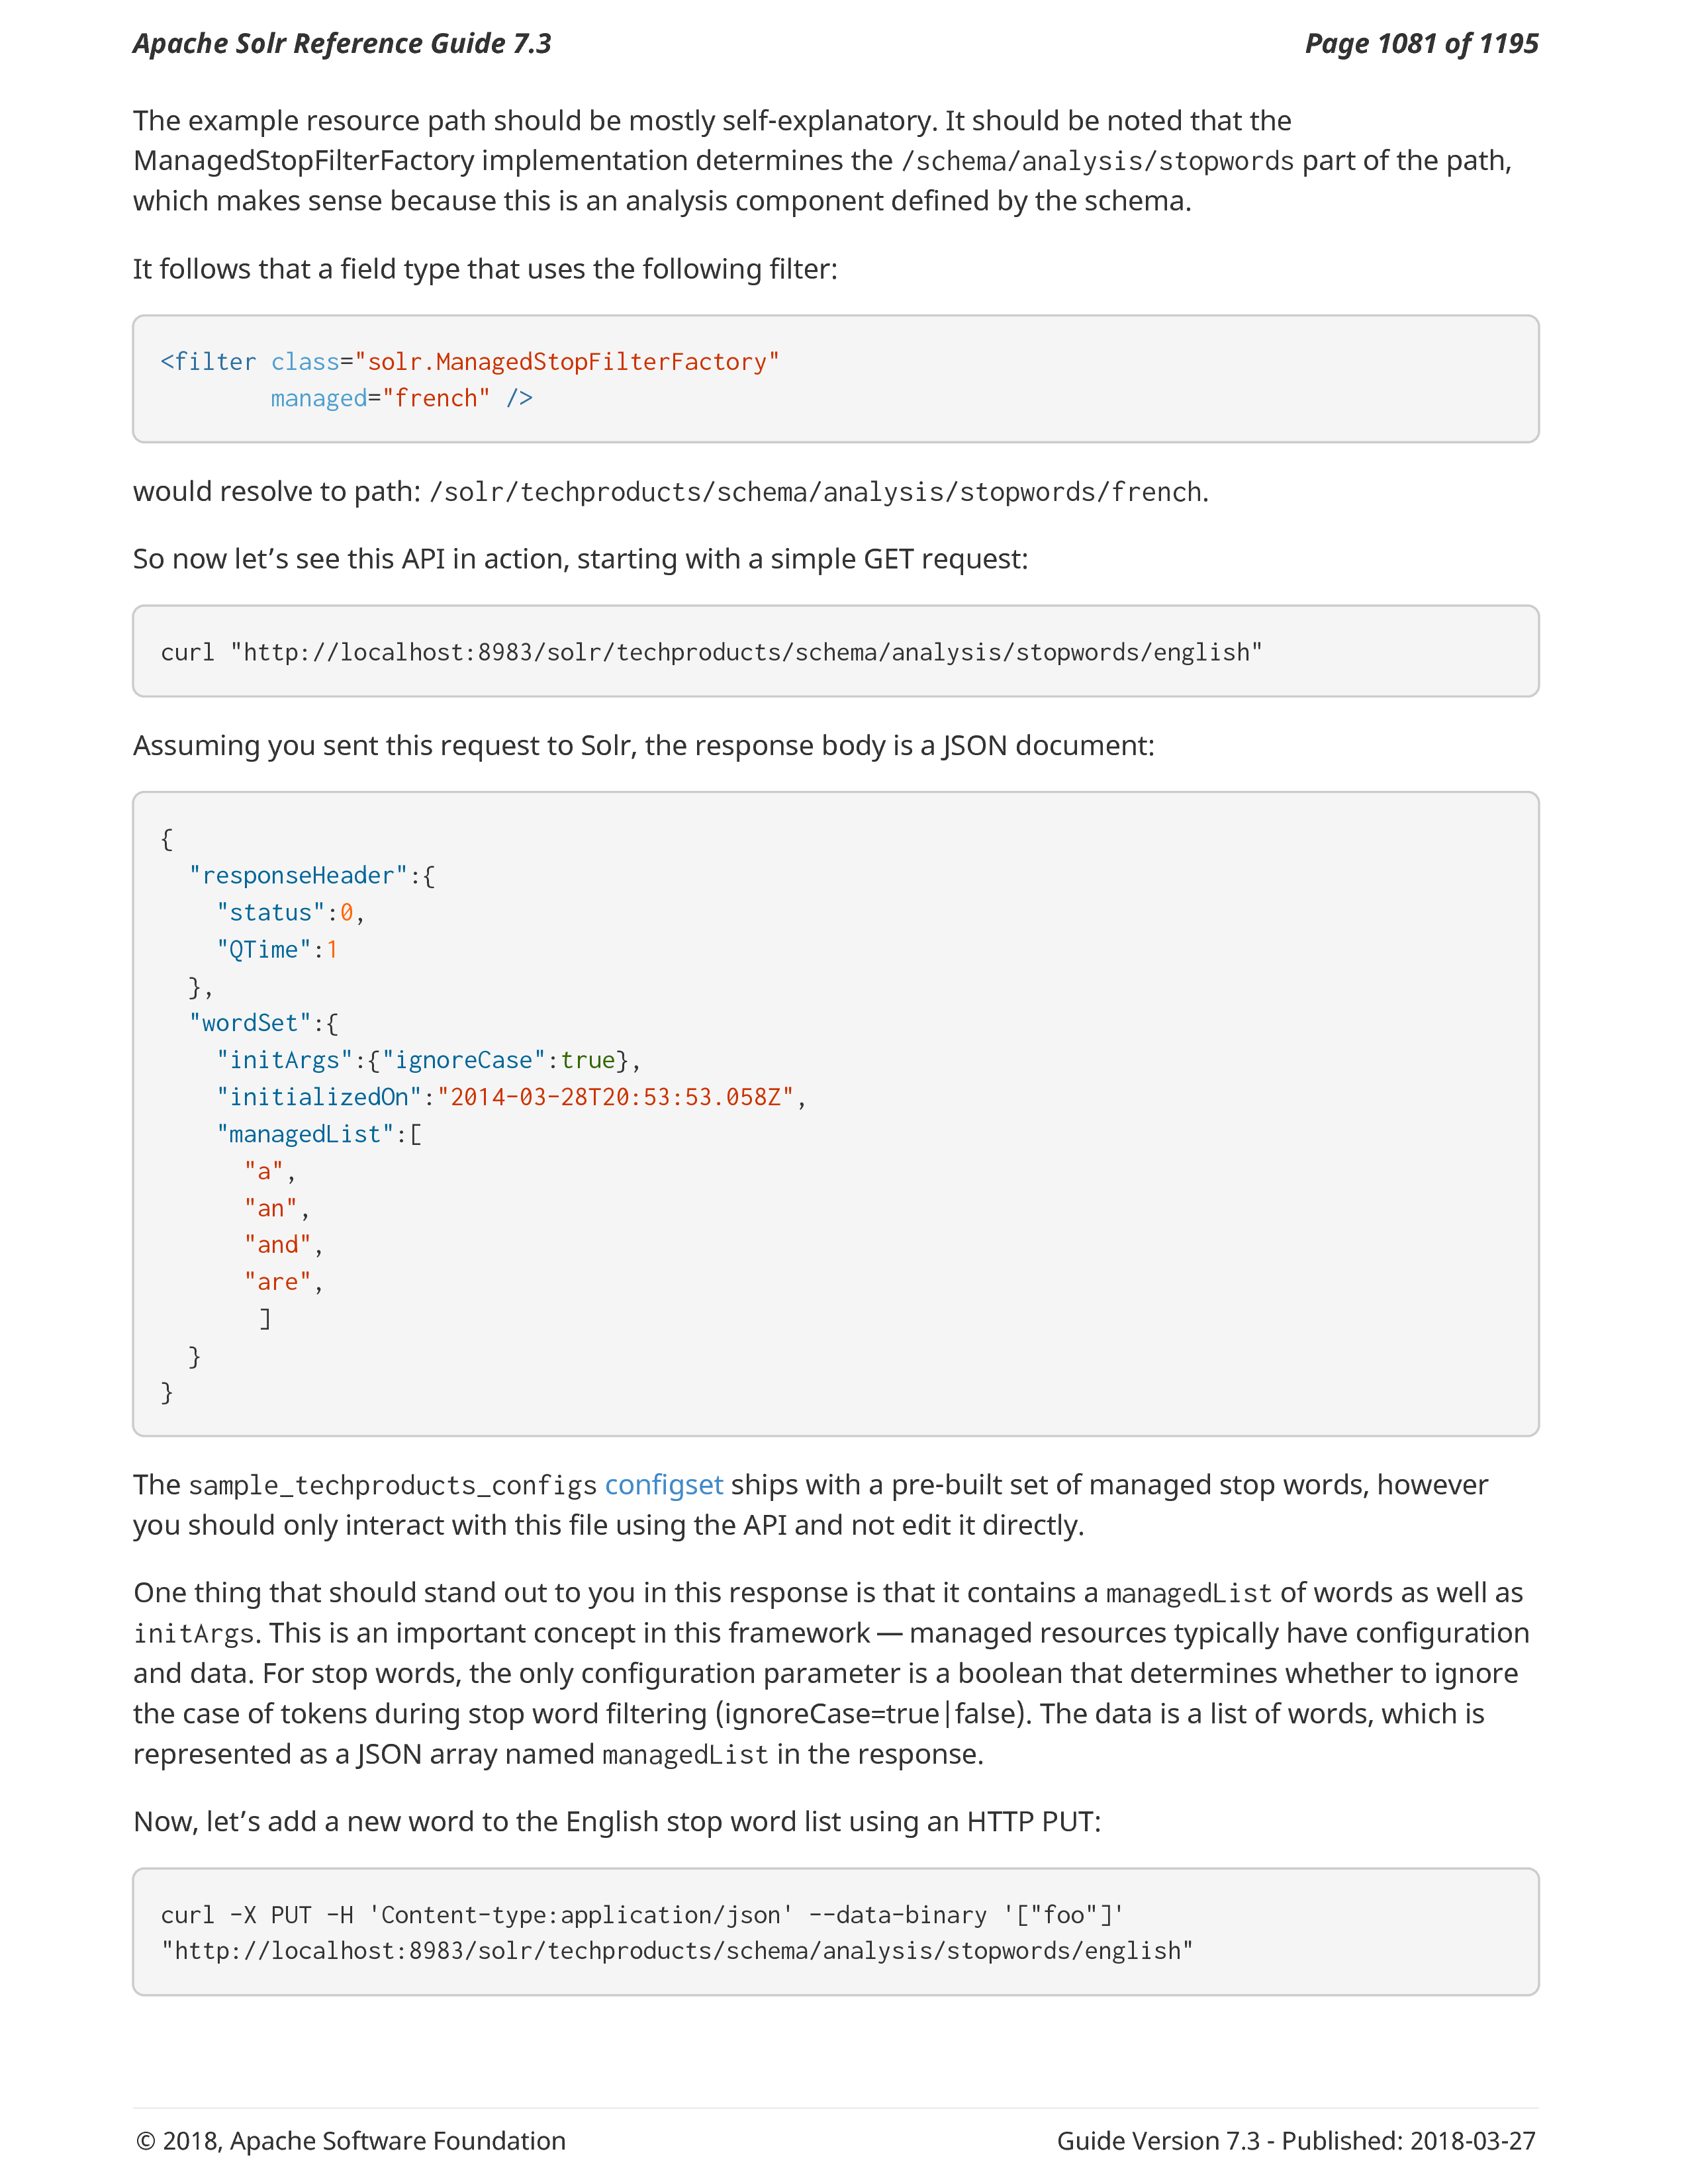 Apache Solr Reference Guide 7.3 Page 1081 of 1195
The example resource path should be mostly self-explanatory. It should be noted that the
ManagedStopFilterFactory implementation determines the /schema/analysis/stopwords part of the path,
which makes sense because this is an analysis component defined by the schema.
It follows that a field type that uses the following filter:
<filter class="solr.ManagedStopFilterFactory"
        managed="french" />
would resolve to path: /solr/techproducts/schema/analysis/stopwords/french.
So now let’s see this API in action, starting with a simple GET request:
curl "http://localhost:8983/solr/techproducts/schema/analysis/stopwords/english"
Assuming you sent this request to Solr, the response body is a JSON document:
{
  "responseHeader":{
    "status":0,
    "QTime":1
  },
  "wordSet":{
    "initArgs":{"ignoreCase":true},
    "initializedOn":"2014-03-28T20:53:53.058Z",
    "managedList":[
      "a",
      "an",
      "and",
      "are",
       ]
  }
}
The sample_techproducts_configs configset ships with a pre-built set of managed stop words, however
you should only interact with this file using the API and not edit it directly.
One thing that should stand out to you in this response is that it contains a managedList of words as well as
initArgs. This is an important concept in this framework — managed resources typically have configuration
and data. For stop words, the only configuration parameter is a boolean that determines whether to ignore
the case of tokens during stop word filtering (ignoreCase=true|false). The data is a list of words, which is
represented as a JSON array named managedList in the response.
Now, let’s add a new word to the English stop word list using an HTTP PUT:
curl -X PUT -H 'Content-type:application/json' --data-binary '["foo"]'
"http://localhost:8983/solr/techproducts/schema/analysis/stopwords/english"
© 2018, Apache Software Foundation Guide Version 7.3 - Published: 2018-03-27